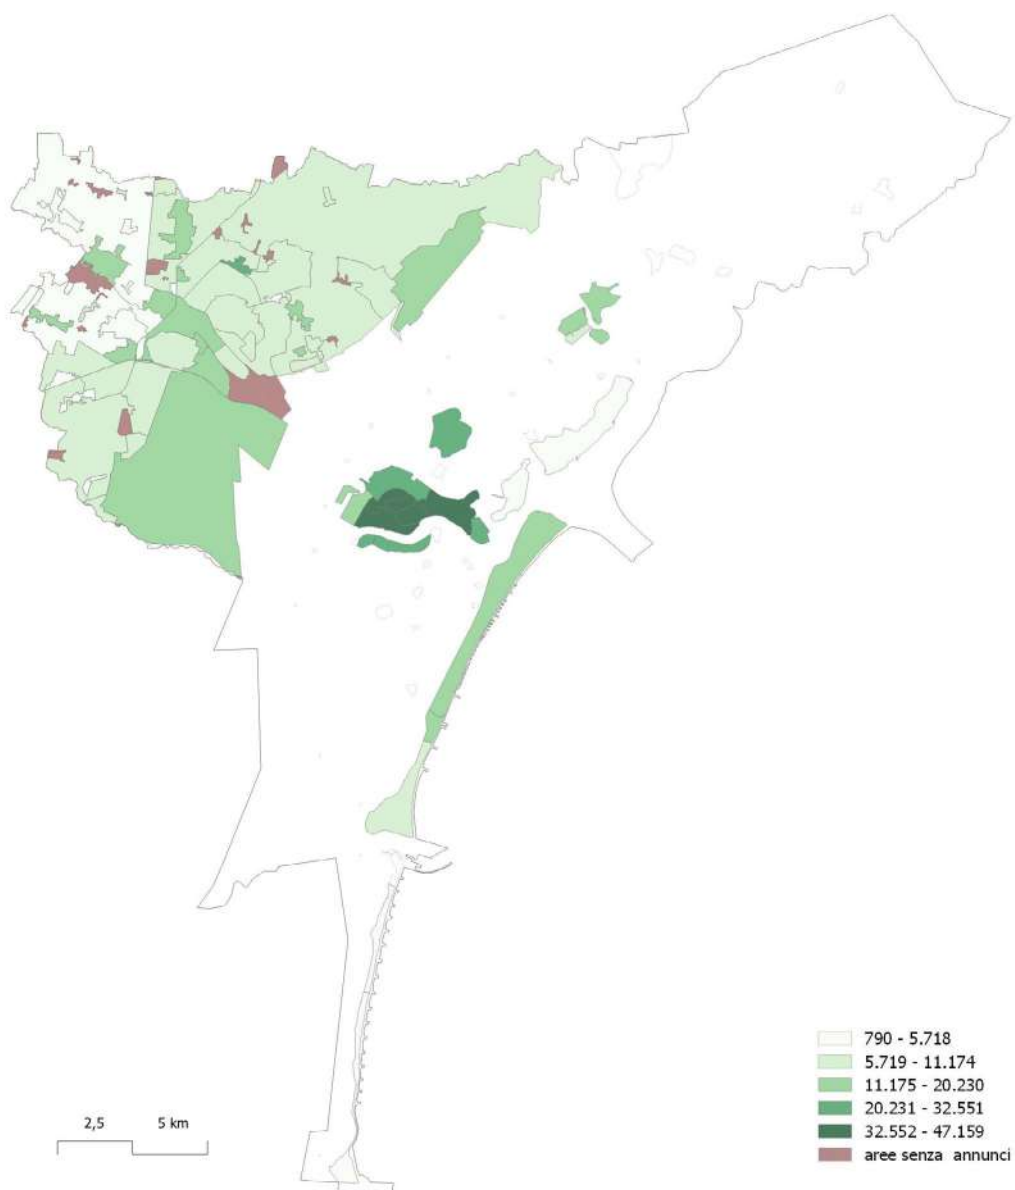 790 - 5.718
5.719 - 11.174
11.175 - 20.230
20.231 - 32.551
32.552 - 47.159
aree senza annunci
2,5 5 km